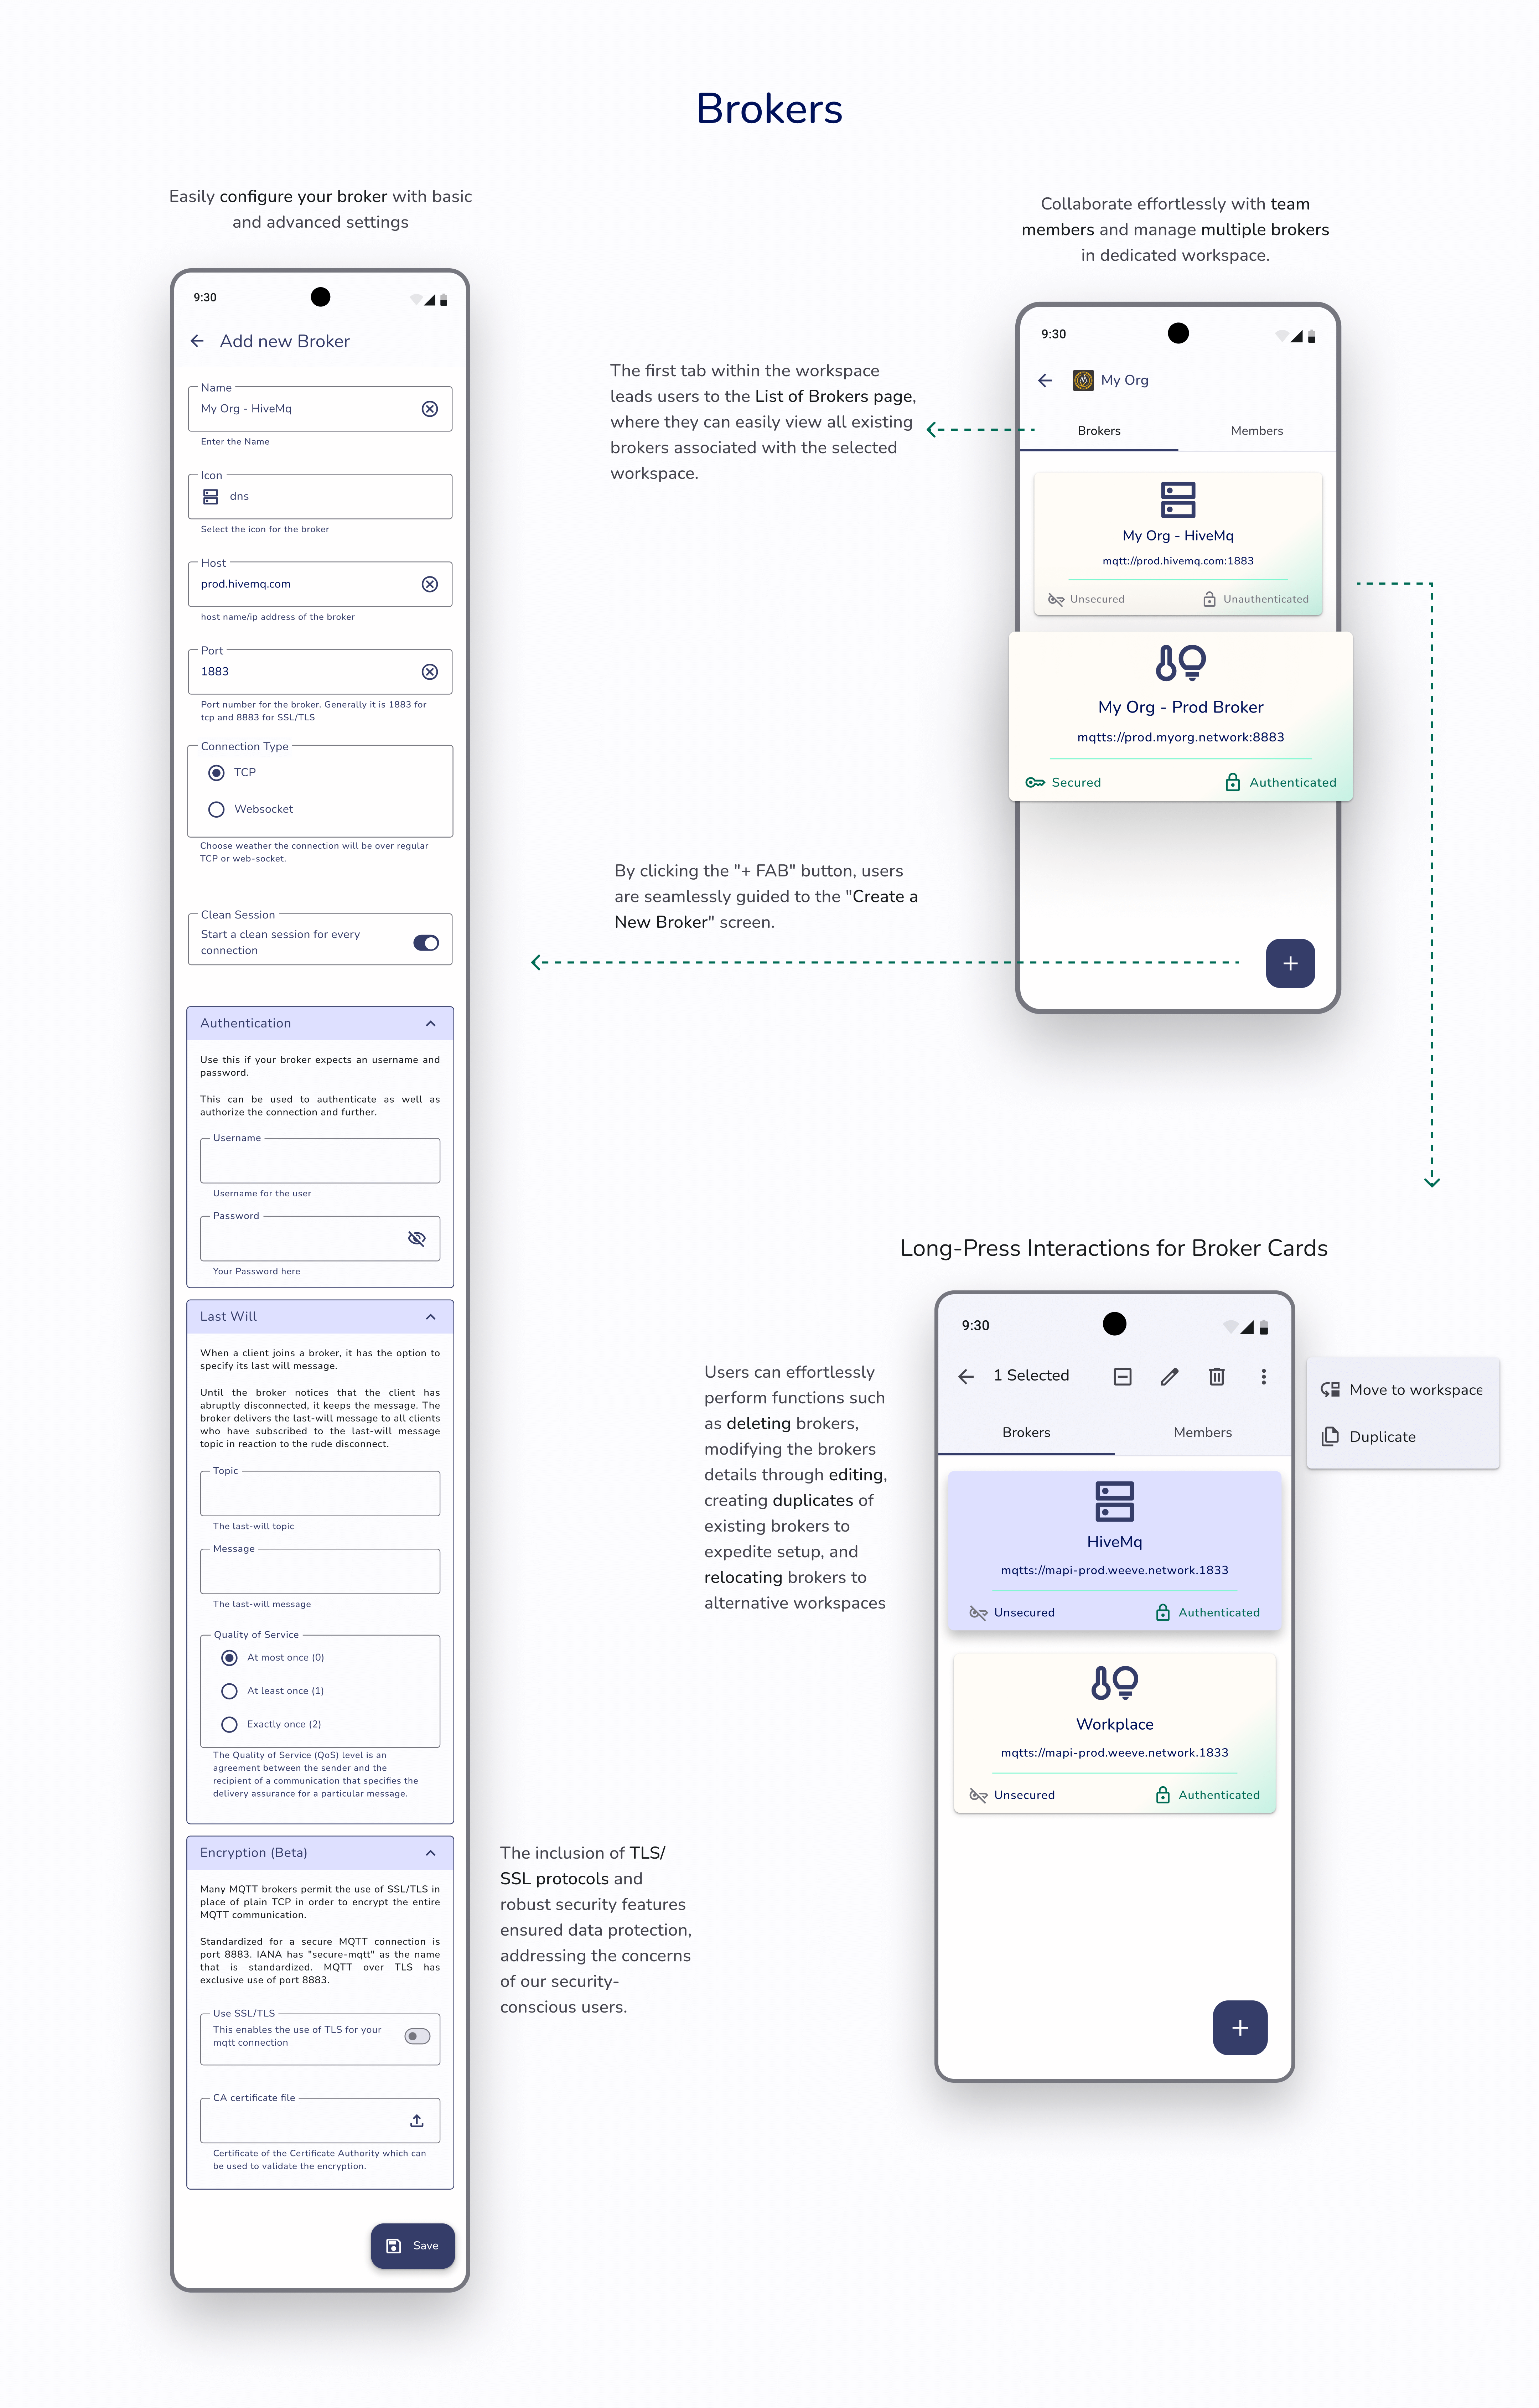 Brokers
Easily configure your broker with basic
and advanced settings
9:30
Add new Broker
Name
My Org - HiveMq
Enter the Name
Icon
dns
Select the icon for the broker
Host
prod.hivemq.com
host name/ip address of the broker
Port
1883
Port number for the broker. Generally it is 1883 for
tcp and 8883 for SSL/TLS
Connection Type
TCP
Websocket
Choose weather the connection will be over regular
TCP or web-socket.
Clean Session
Start a clean session for every
connection
Authentication
Use this if your broker expects an username and
password.
This can be used to authenticate as well as
authorize the connection and further.
Username
Username for the user
Password
Your Password here
Last Will
When a client joins a broker, it has the option to
specify its last will message.
Until the broker notices that the client has
abruptly disconnected, it keeps the message. The
broker delivers the last-will message to all clients
who have subscribed to the last-will message
topic in reaction to the rude disconnect.
Topic
The last-will topic
Message
The last-will message
Quality of Service
At most once (0)
At least once (1)
Exactly once (2)
The Quality of Service (QoS) level is an
agreement between the sender and the
recipient of a communication that specifies the
delivery assurance for a particular message.
Encryption (Beta)
Many MQTT brokers permit the use of SSL/TLS in
place of plain TCP in order to encrypt the entire
MQTT communication.
Standardized for a secure MQTT connection is
port 8883. IANA has "secure-mqtt" as the name
that is standardized. MQTT over TLS has
exclusive use of port 8883.
Use SSL/TLS
This enables the use of TLS for your
mqtt connection
CA certificate file
Certificate of the Certificate Authority which can
be used to validate the encryption.
Save
Collaborate effortlessly with team
members and manage multiple brokers
in dedicated workspace.
The first tab within the workspace
leads users to the List of Brokers page,
where they can easily view all existing
brokers associated with the selected
workspace.
9:30
My Org
Brokers
Members
My Org - HiveMq
mqtt://prod.hivemq.com:1883
Unsecured
Unauthenticated
My Org - Prod Broker
mqtts://prod.myorg.network:8883
Secured
Authenticated
By clicking the "+ FAB" button, users
are seamlessly guided to the "Create a
New Broker" screen.
Long-Press Interactions for Broker Cards
Users can effortlessly
perform functions such
as deleting brokers,
modifying the brokers
details through editing,
creating duplicates of
existing brokers to
expedite setup, and
relocating brokers to
alternative workspaces
9:30
1 Selected
Move to workspace
Duplicate
Brokers
Members
HiveMq
mqtts://mapi-prod.weeve.network.1833
Unsecured
Authenticated
Workplace
mqtts://mapi-prod.weeve.network.1833
Unsecured
Authenticated
The inclusion of TLS/
SSL protocols and
robust security features
ensured data protection,
addressing the concerns
of our security-
conscious users.